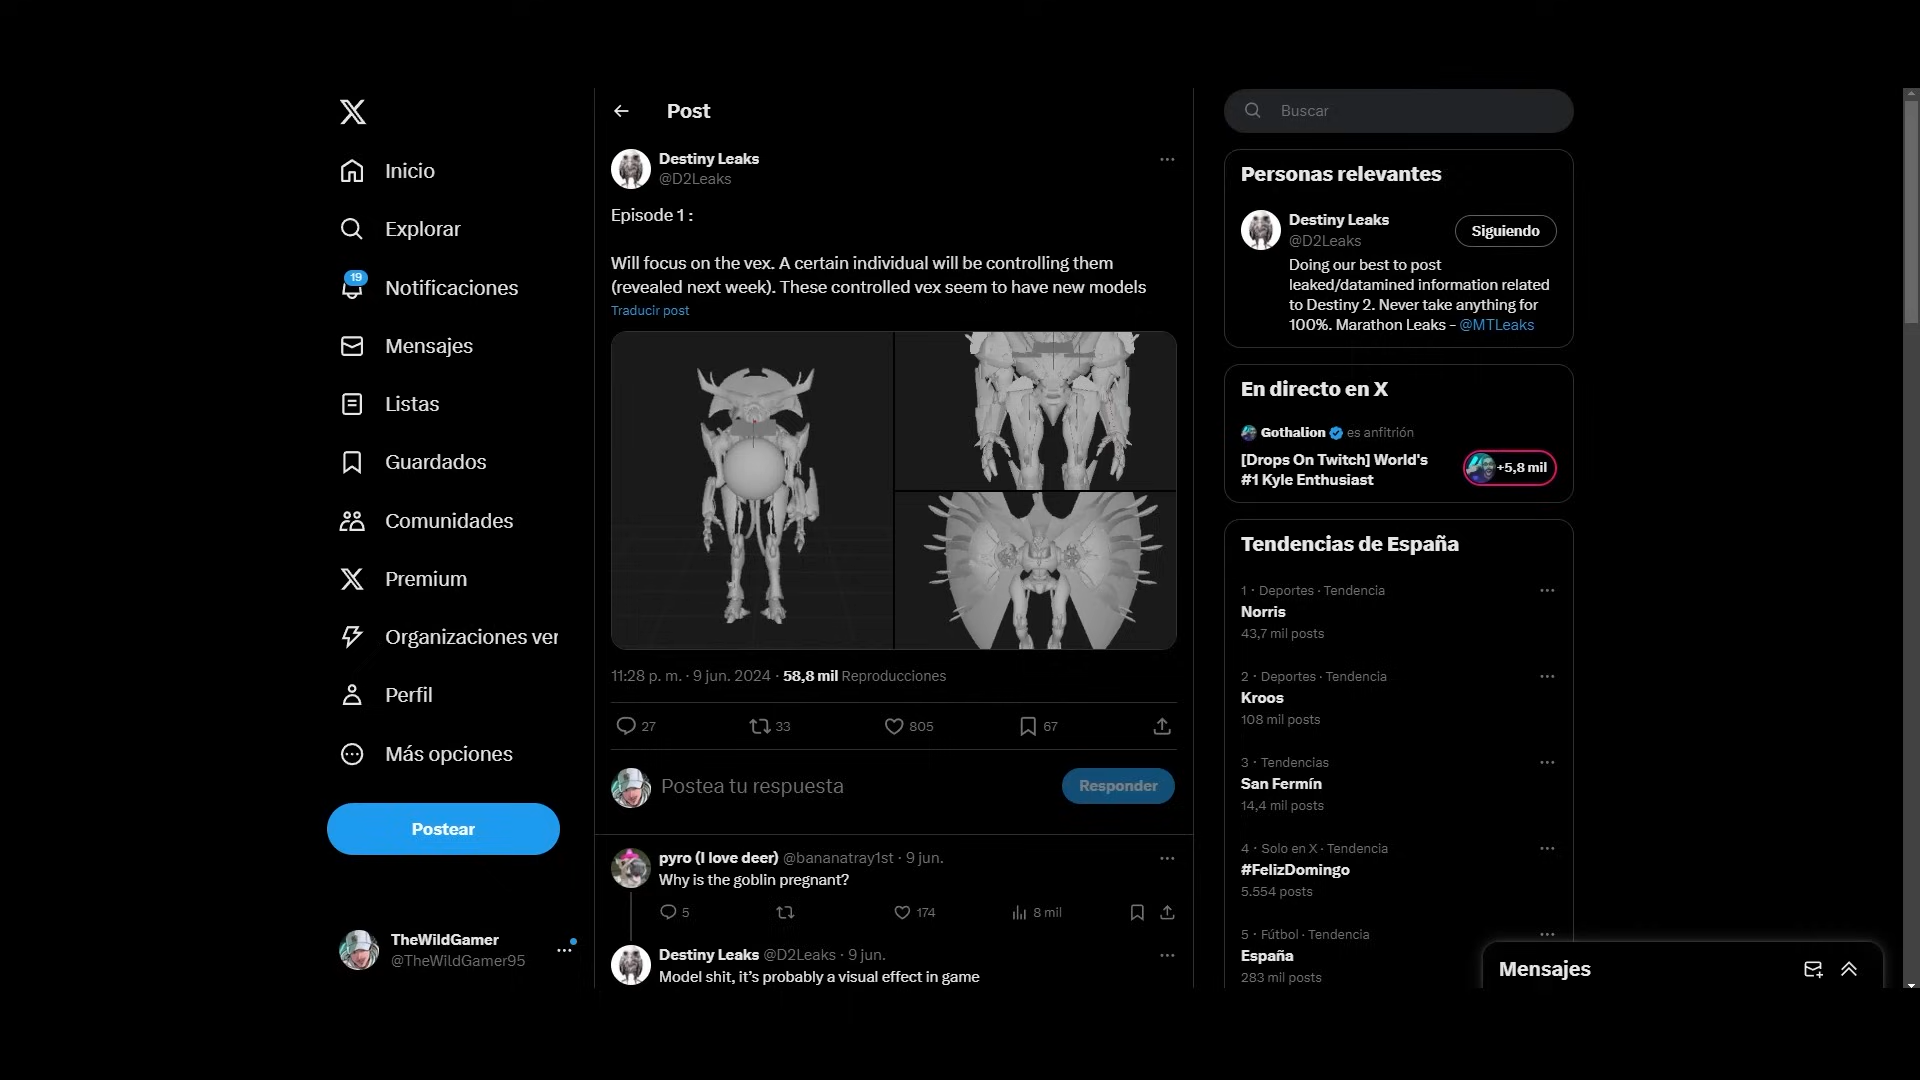 Inicio
Explorar
19
Notificaciones
Mensajes
Listas
Guardados
Comunidades
Premium
Organizaciones ver
Perfil
Más opciones
Postear
TheWildGamer
@TheWildGamer95
Post
Destiny Leaks
@D2Leaks
Episode 1 :
Will focus on the vex. A certain individual will be controlling them
(revealed next week). These controlled vex seem to have new models
Traducir post
11:28 p. m. · 9 jun. 2024 · 58,8 mil Reproducciones
27 33 805 67
Postea tu respuesta
Responder
pyro (I love deer) @bananatray1st · 9 jun.
Why is the goblin pregnant?
5 174 8 mil
Destiny Leaks @D2Leaks · 9 jun.
Model shit, it's probably a visual effect in game
Buscar
Personas relevantes
Destiny Leaks
@D2Leaks
Siguiendo
Doing our best to post
leaked/datamined information related
to Destiny 2. Never take anything for
100%. Marathon Leaks - @MTLeaks
En directo en X
Gothalion es anfitrión
[Drops On Twitch] World's
#1 Kyle Enthusiast
+5,8 mil
Tendencias de España
1 · Deportes · Tendencia
Norris
43,7 mil posts
2 · Deportes · Tendencia
Kroos
108 mil posts
3 · Tendencias
San Fermín
14,4 mil posts
4 · Solo en X · Tendencia
#FelizDomingo
5.554 posts
5 · Fútbol · Tendencia
España
283 mil posts
Mensajes